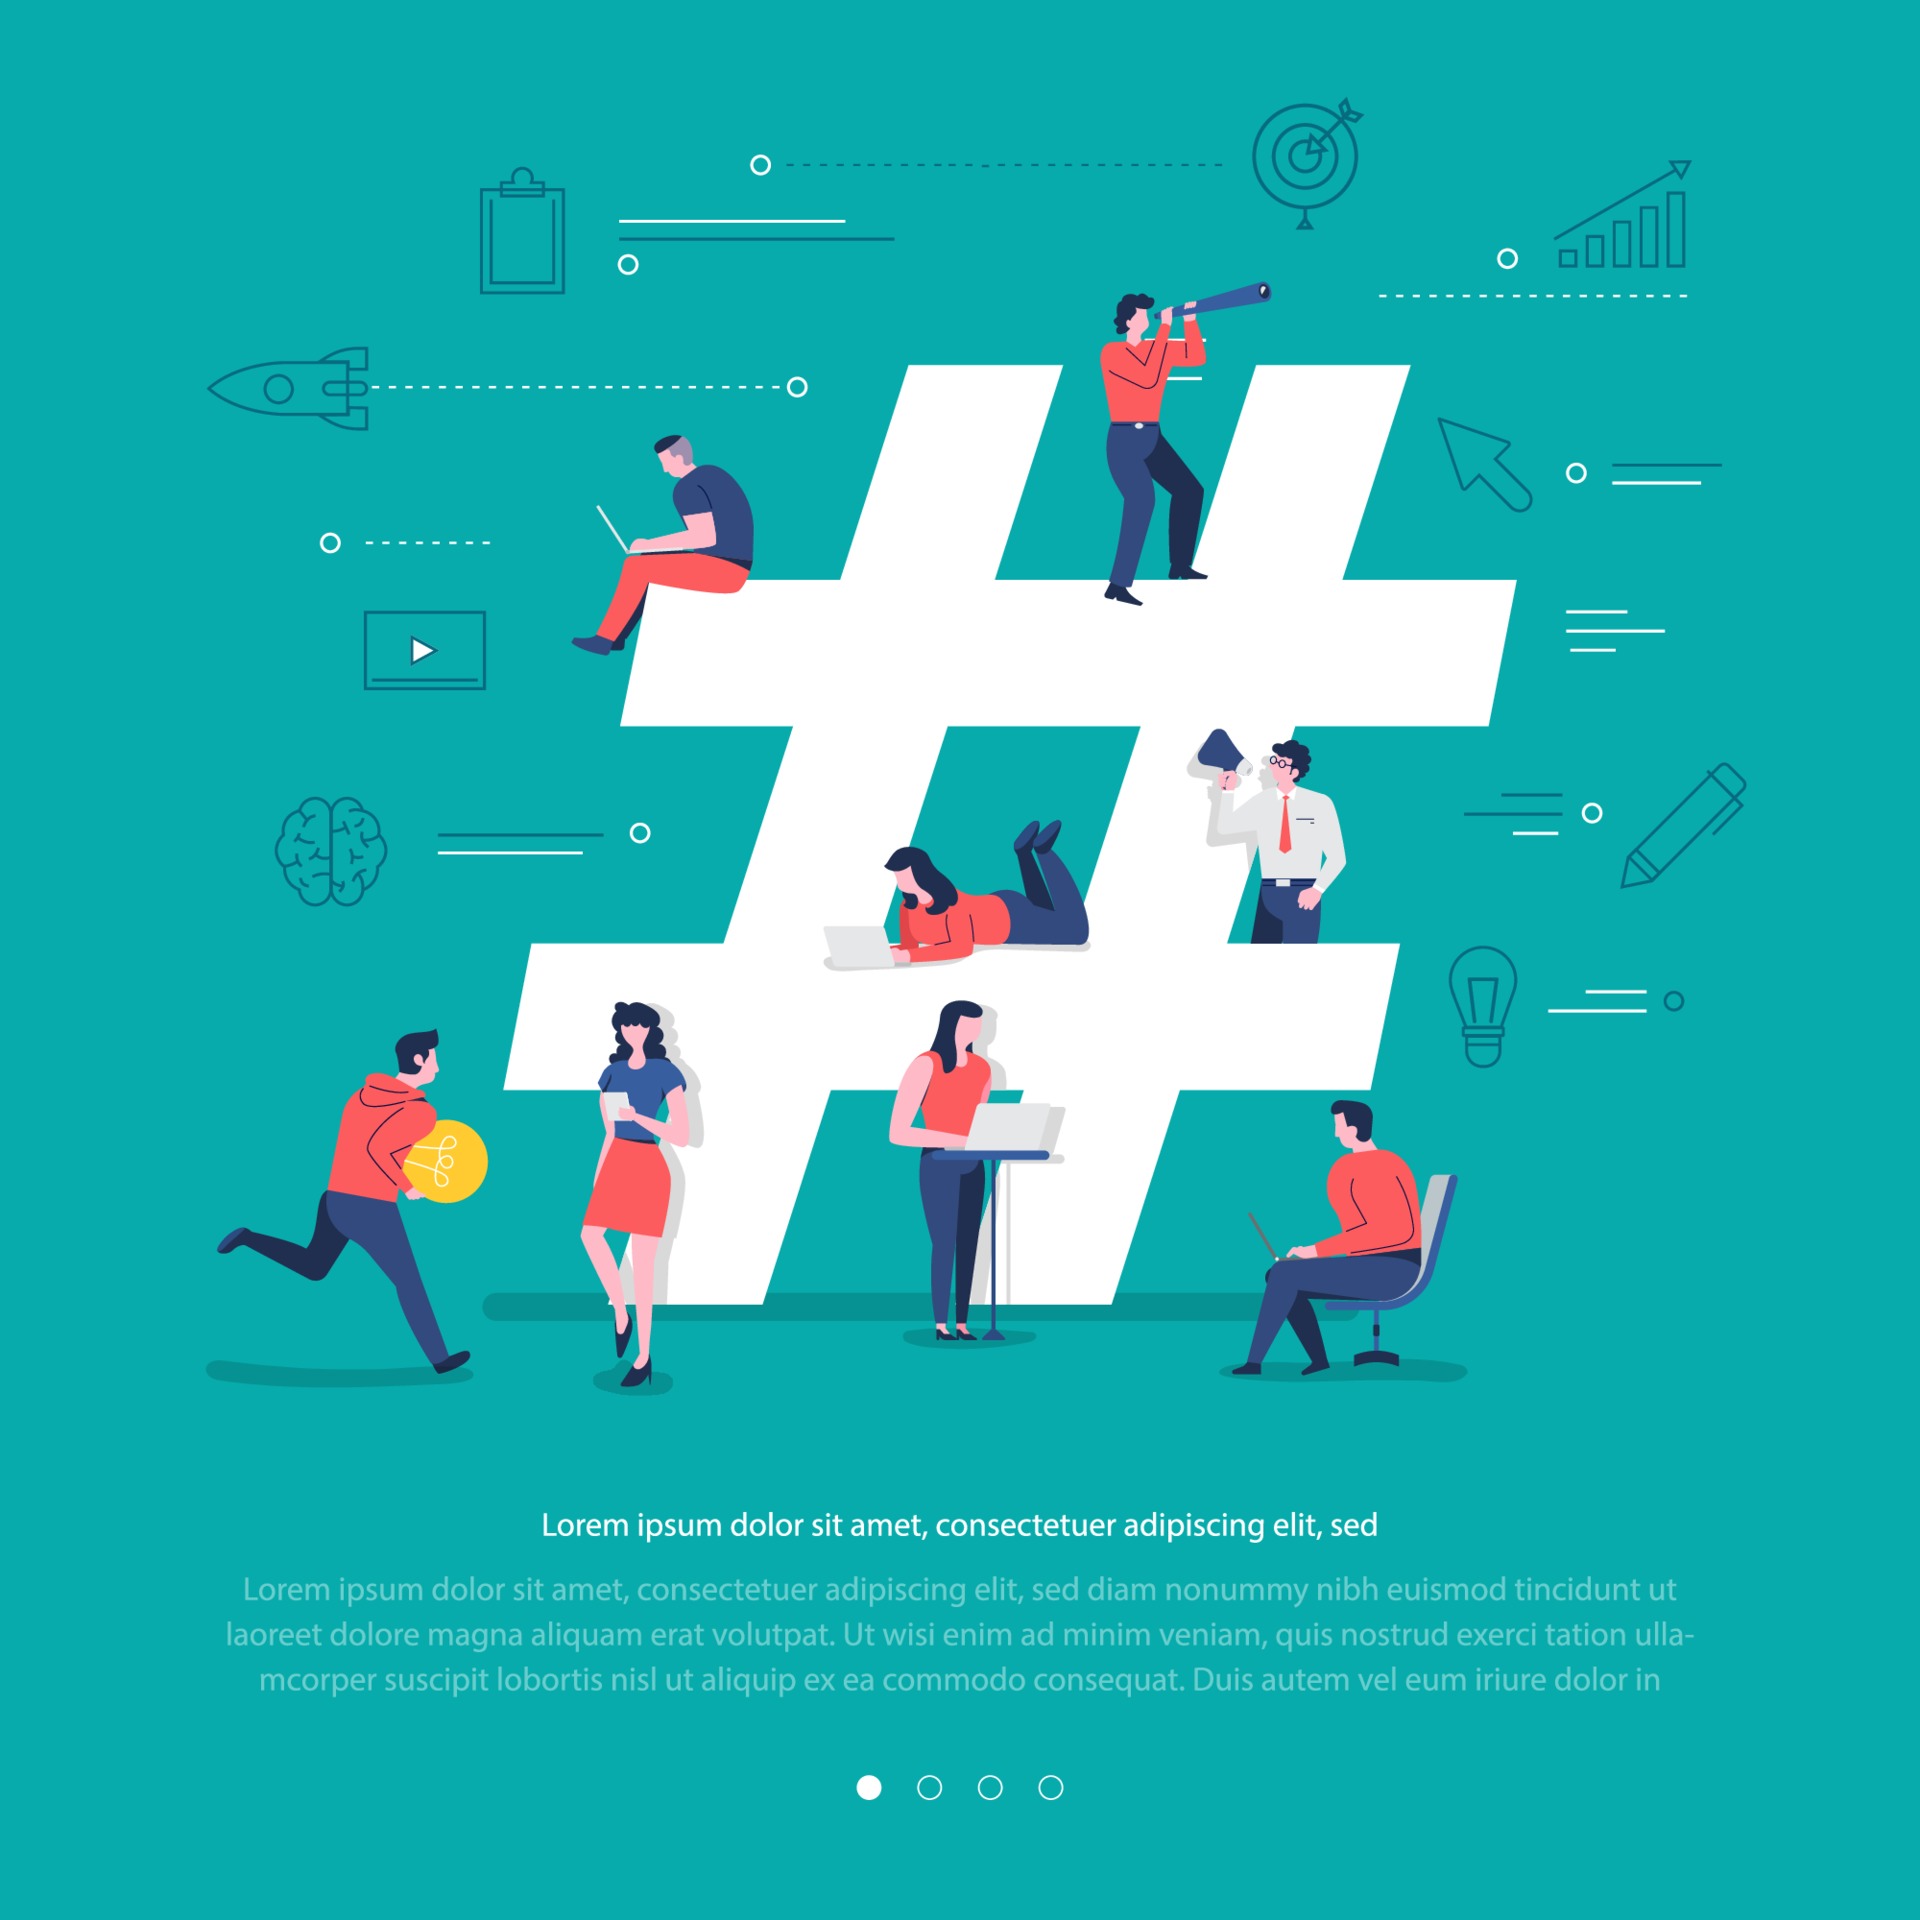 #
Lorem ipsum dolor sit amet, consectetuer adipiscing elit, sed
Lorem ipsum dolor sit amet, consectetuer adipiscing elit, sed diam nonummy nibh euismod tincidunt ut
laoreet dolore magna aliquam erat volutpat. Ut wisi enim ad minim veniam, quis nostrud exerci tation ulla-
mcorper suscipit lobortis nisl ut aliquip ex ea commodo consequat. Duis autem vel eum iriure dolor in